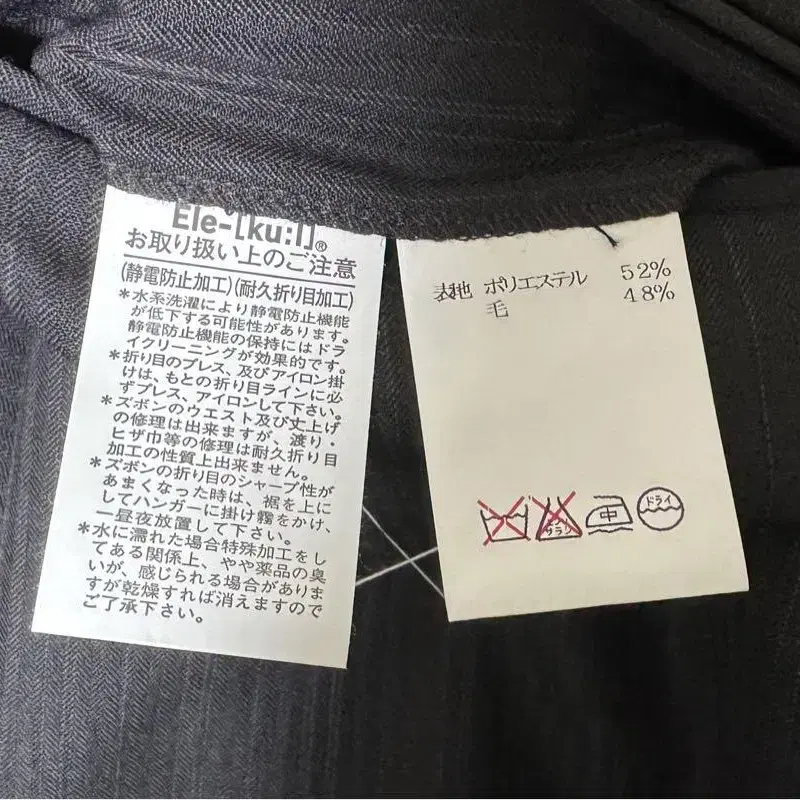 Ele-[ku:l]®
お取り扱い上のご注意
(静電防止加工)(耐久折り目加工)
*水系洗濯により静電防止機能
が低下する可能性があります。
静電防止機能の保持にはドラ
イクリーニングが効果的です。
*折り目のプレス、及びアイロン掛
けは、もとの折り目ラインに必
ずプレス、アイロンして下さい。
*ズボンのウエスト及び丈上げ
の修理は出来ますが、渡り・
ヒザ巾等の修理は耐久折り目
加工の性質上出来ません。
*ズボンの折り目のシャープ性が
あまくなった時は、裾を上に
してハンガーに掛け霧をかけ、
一昼夜放置して下さい。
*水に濡れた場合特殊加工をし
てある関係上、やや薬品の臭
いが、感じられる場合がありま
すが乾燥すれば消えますので
ご了承下さい。
表地 ポリエステル 52%
毛 48%
エンソ
サラシ
中
ドライ